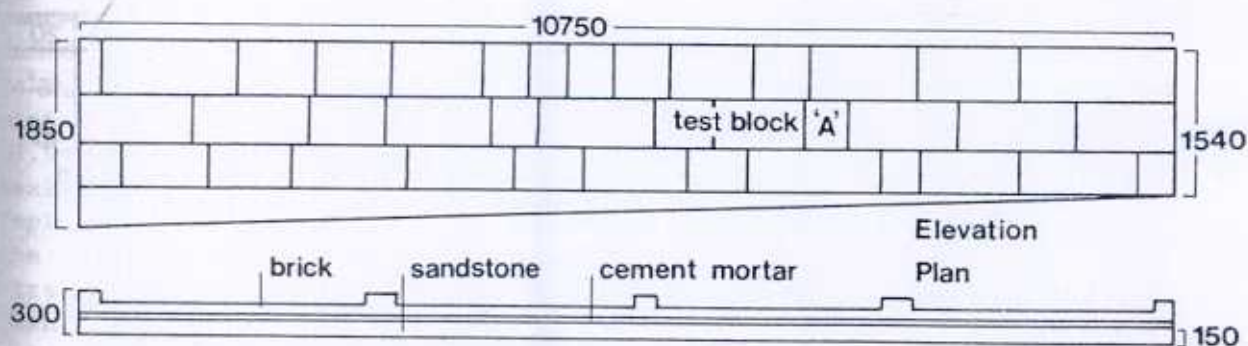 10750
1850
test block 'A'
1540
Elevation
brick
sandstone
cement mortar
Plan
300
150